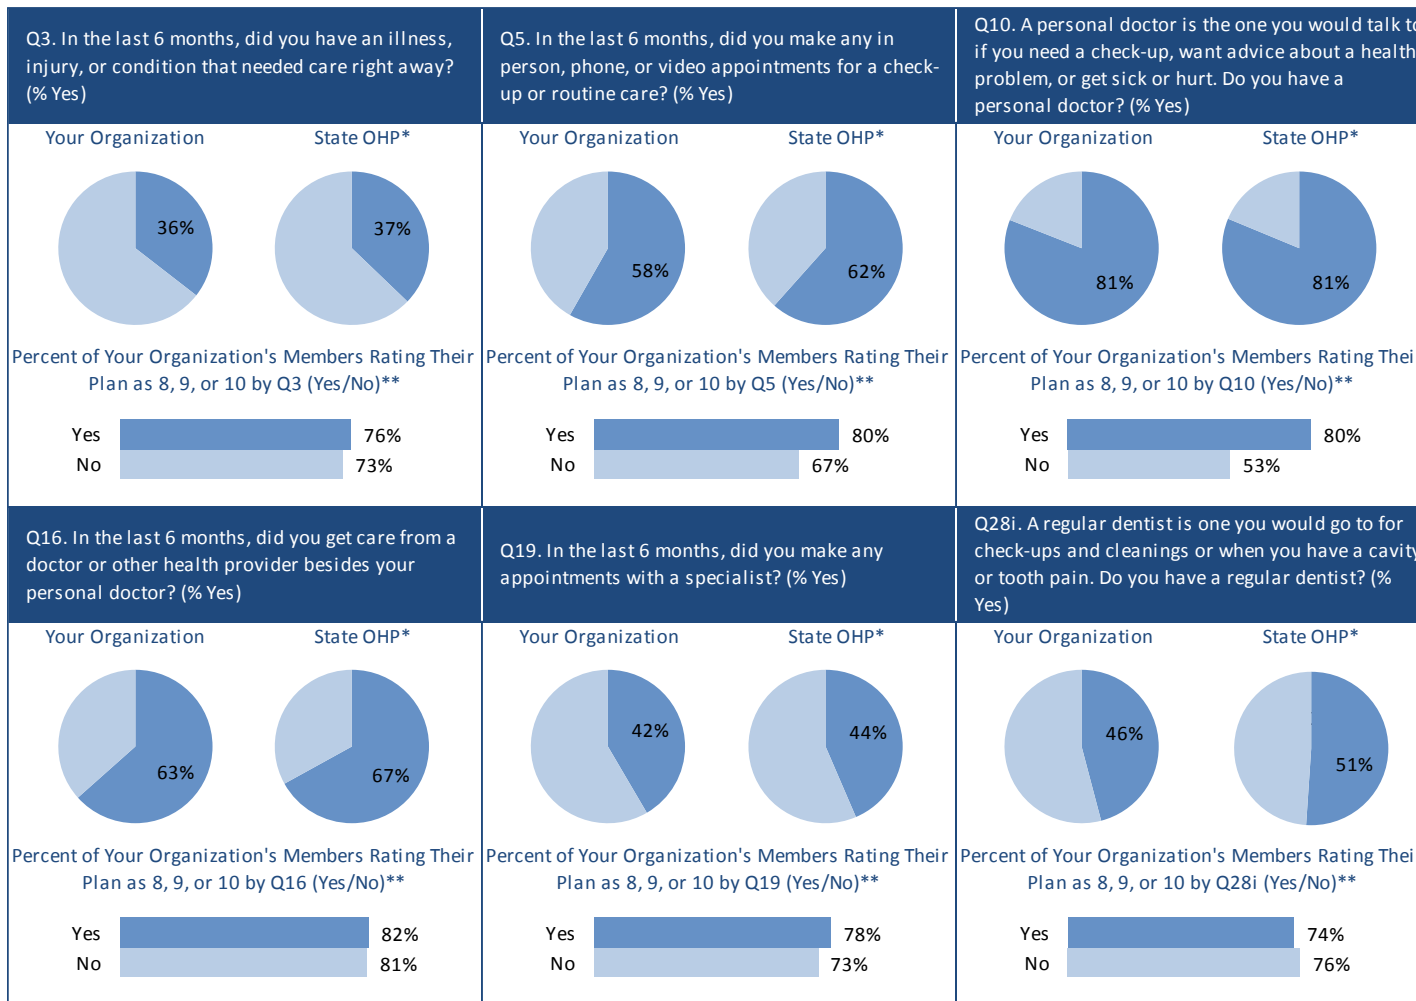 Q3. In the last 6 months, did you have an illness,
injury, or condition that needed care right away?
(% Yes)
Your Organization
State OHP*
36%
37%
Percent of Your Organization's Members Rating Their
Plan as 8, 9, or 10 by Q3 (Yes/No)**
Yes 76%
No 73%
Q5. In the last 6 months, did you make any in
person, phone, or video appointments for a check-
up or routine care? (% Yes)
Your Organization
State OHP*
58%
62%
Percent of Your Organization's Members Rating Their
Plan as 8, 9, or 10 by Q5 (Yes/No)**
80%
67%
Q10. A personal doctor is the one you would talk to
if you need a check-up, want advice about a health
problem, or get sick or hurt. Do you have a
personal doctor? (% Yes)
Your Organization
State OHP*
81%
81%
Percent of Your Organization's Members Rating Thei
Plan as 8, 9, or 10 by Q10 (Yes/No)**
Yes 80%
No 53%
Q16. In the last 6 months, did you get care from a
doctor or other health provider besides your
personal doctor? (% Yes)
Your Organization
State OHP*
63%
67%
Percent of Your Organization's Members Rating Their
Plan as 8, 9, or 10 by Q16 (Yes/No)**
Yes 82%
No 81%
Q19. In the last 6 months, did you make any
appointments with a specialist? (% Yes)
Your Organization
State OHP*
42%
44%
Percent of Your Organization's Members Rating Their
Plan as 8, 9, or 10 by Q19 (Yes/No)**
Yes 78%
No 73%
Q28i. A regular dentist is one you would go to for
check-ups and cleanings or when you have a cavity
or tooth pain. Do you have a regular dentist? (%
Yes)
Your Organization
State OHP*
46%
51%
Percent of Your Organization's Members Rating Thei
Plan as 8, 9, or 10 by Q28i (Yes/No)**
Yes 74%
No 76%